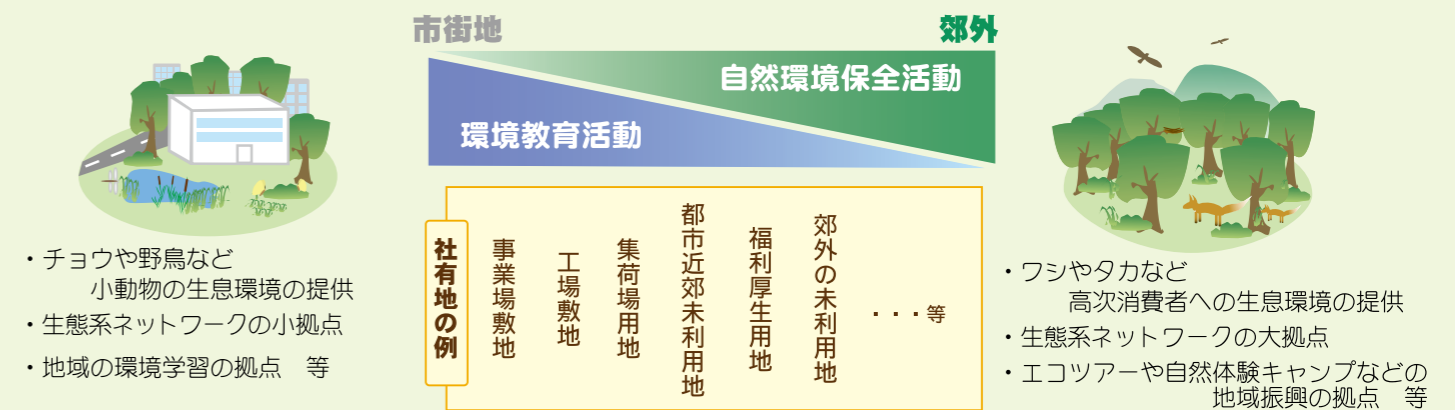 市街地
郊外
自然環境保全活動
環境教育活動
・チョウや野鳥など
小動物の生息環境の提供
・生態系ネットワークの小拠点
・地域の環境学習の拠点　等
社有地の例
事業場敷地
工場敷地
集荷場用地
都市近郊未利用地
福利厚生用地
郊外の未利用地
・・・等
・ワシやタカなど
高次消費者への生息環境の提供
・生態系ネットワークの大拠点
・エコツアーや自然体験キャンプなどの
地域振興の拠点　等